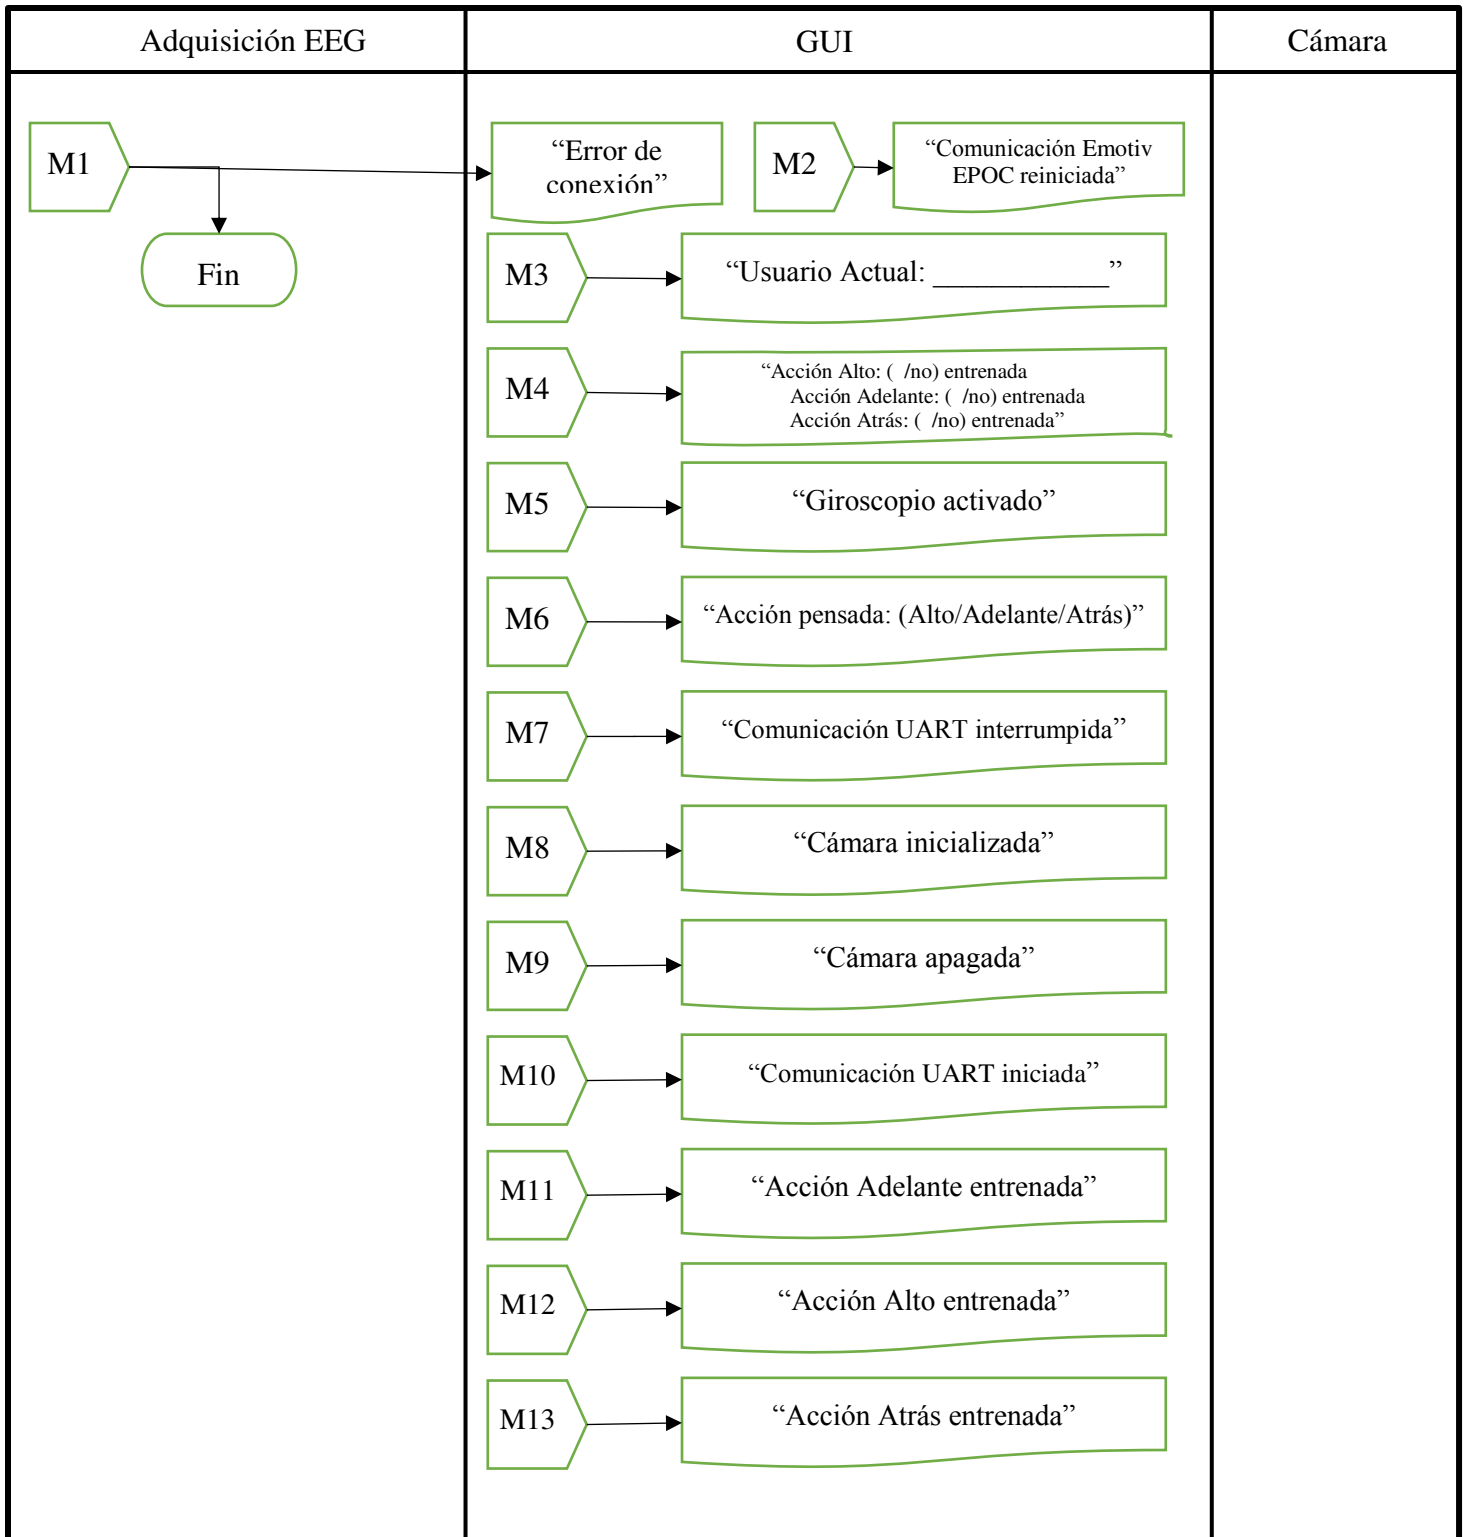 Adquisición EEG
GUI
Cámara
M1
“Error de
conexión”
M2
“Comunicación Emotiv
EPOC reiniciada”
Fin
M3
“Usuario Actual: ____________”
M4
“Acción Alto: (  /no) entrenada
Acción Adelante: (  /no) entrenada
Acción Atrás: (  /no) entrenada”
M5
“Giroscopio activado”
M6
“Acción pensada: (Alto/Adelante/Atrás)”
M7
“Comunicación UART interrumpida”
M8
“Cámara inicializada”
M9
“Cámara apagada”
M10
“Comunicación UART iniciada”
M11
“Acción Adelante entrenada”
M12
“Acción Alto entrenada”
M13
“Acción Atrás entrenada”